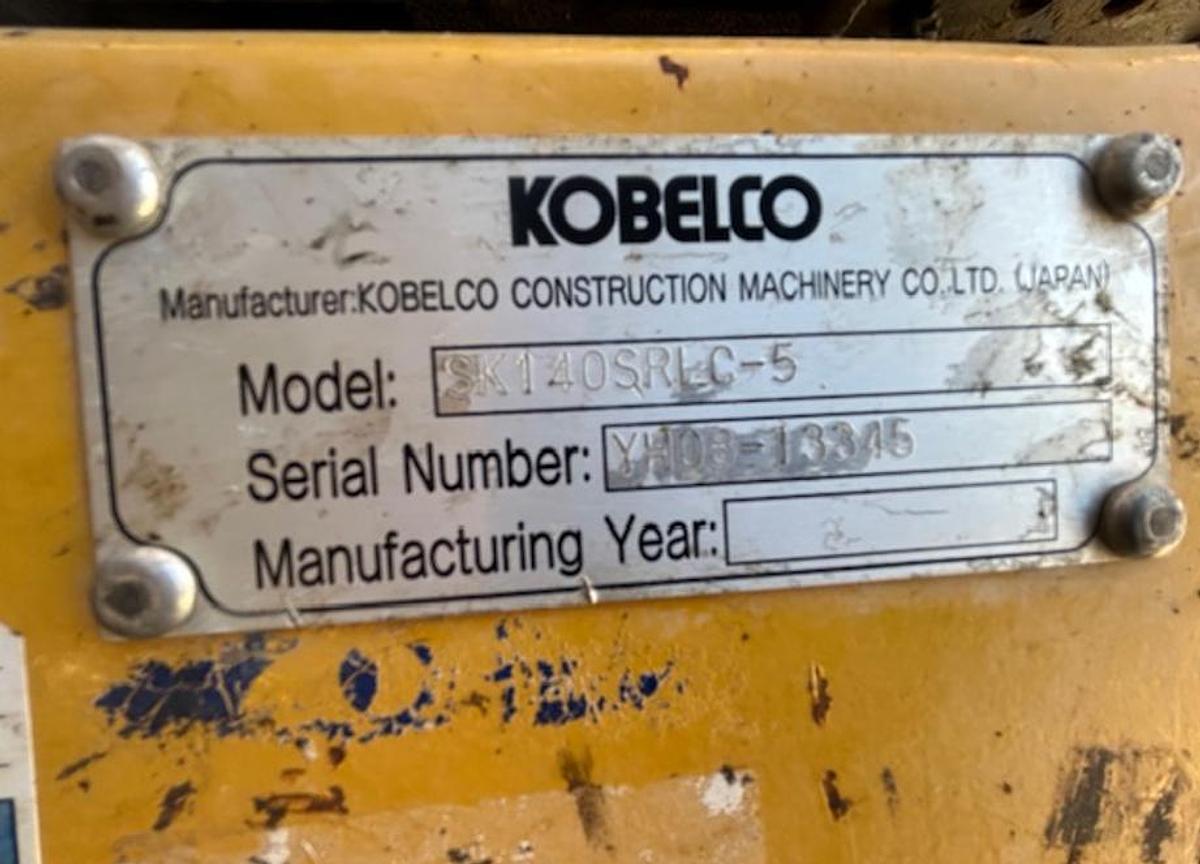 KOBELCO
Manufacturer:KOBELCO CONSTRUCTION MACHINERY CO.,LTD. (JAPAN)
Model: SK140SRLC-5
Serial Number: YH08-13345
Manufacturing Year: